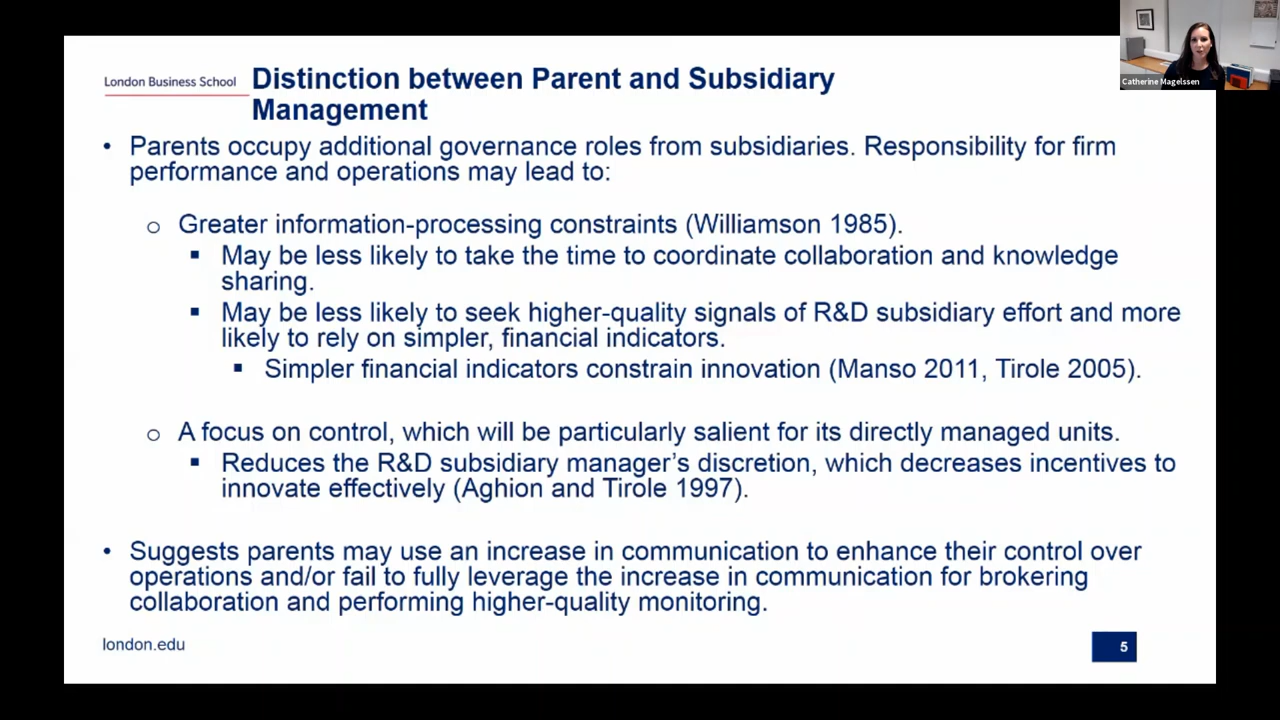 Catherine Magelssen
London Business School
Distinction between Parent and Subsidiary
Management
• Parents occupy additional governance roles from subsidiaries. Responsibility for firm
performance and operations may lead to:
o Greater information-processing constraints (Williamson 1985).
▪ May be less likely to take the time to coordinate collaboration and knowledge
sharing.
▪ May be less likely to seek higher-quality signals of R&D subsidiary effort and more
likely to rely on simpler, financial indicators.
▪ Simpler financial indicators constrain innovation (Manso 2011, Tirole 2005).
o A focus on control, which will be particularly salient for its directly managed units.
▪ Reduces the R&D subsidiary manager's discretion, which decreases incentives to
innovate effectively (Aghion and Tirole 1997).
• Suggests parents may use an increase in communication to enhance their control over
operations and/or fail to fully leverage the increase in communication for brokering
collaboration and performing higher-quality monitoring.
london.edu
5